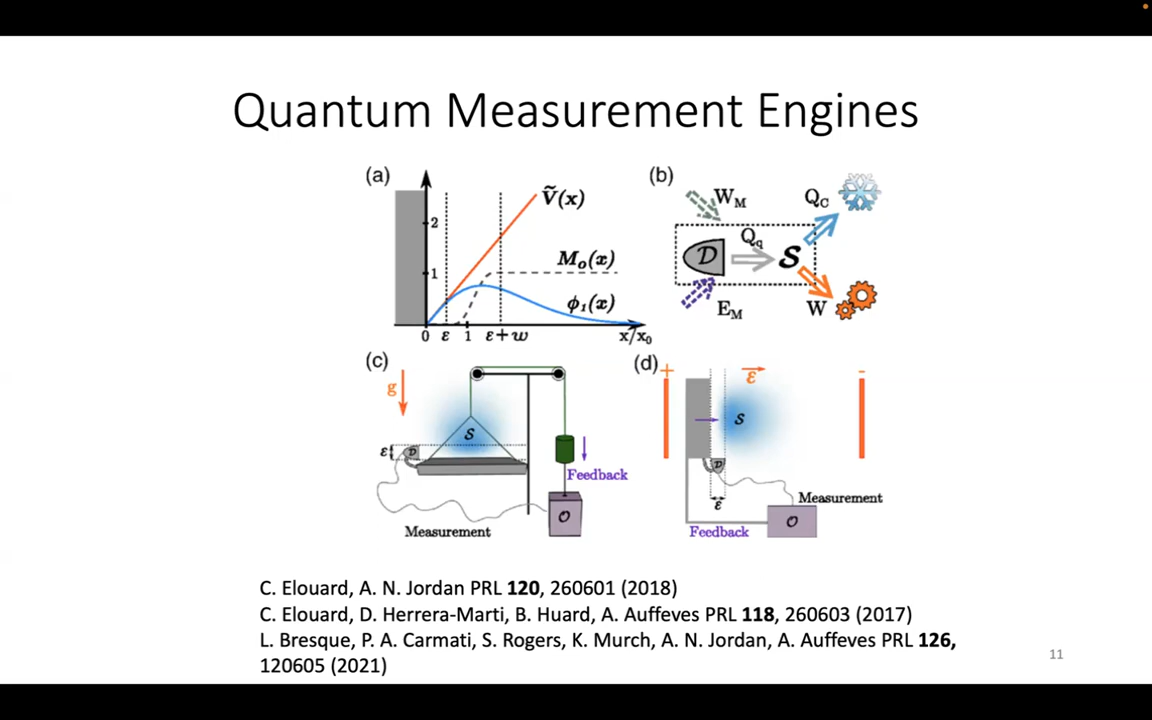 Quantum Measurement Engines
(a)
2
1
Ṽ(x)
M₀(x)
ϕ₁(x)
0 ε 1 ε+w x/x₀
(b)
W_M
Q_C
Q_q
D
S
E_M
W
(c)
g
S
ε
D
Feedback
O
Measurement
(d)
+
-
ε
S
D
ε
Measurement
O
Feedback
C. Elouard, A. N. Jordan PRL 120, 260601 (2018)
C. Elouard, D. Herrera-Marti, B. Huard, A. Auffeves PRL 118, 260603 (2017)
L. Bresque, P. A. Carmati, S. Rogers, K. Murch, A. N. Jordan, A. Auffeves PRL 126,
120605 (2021)
11